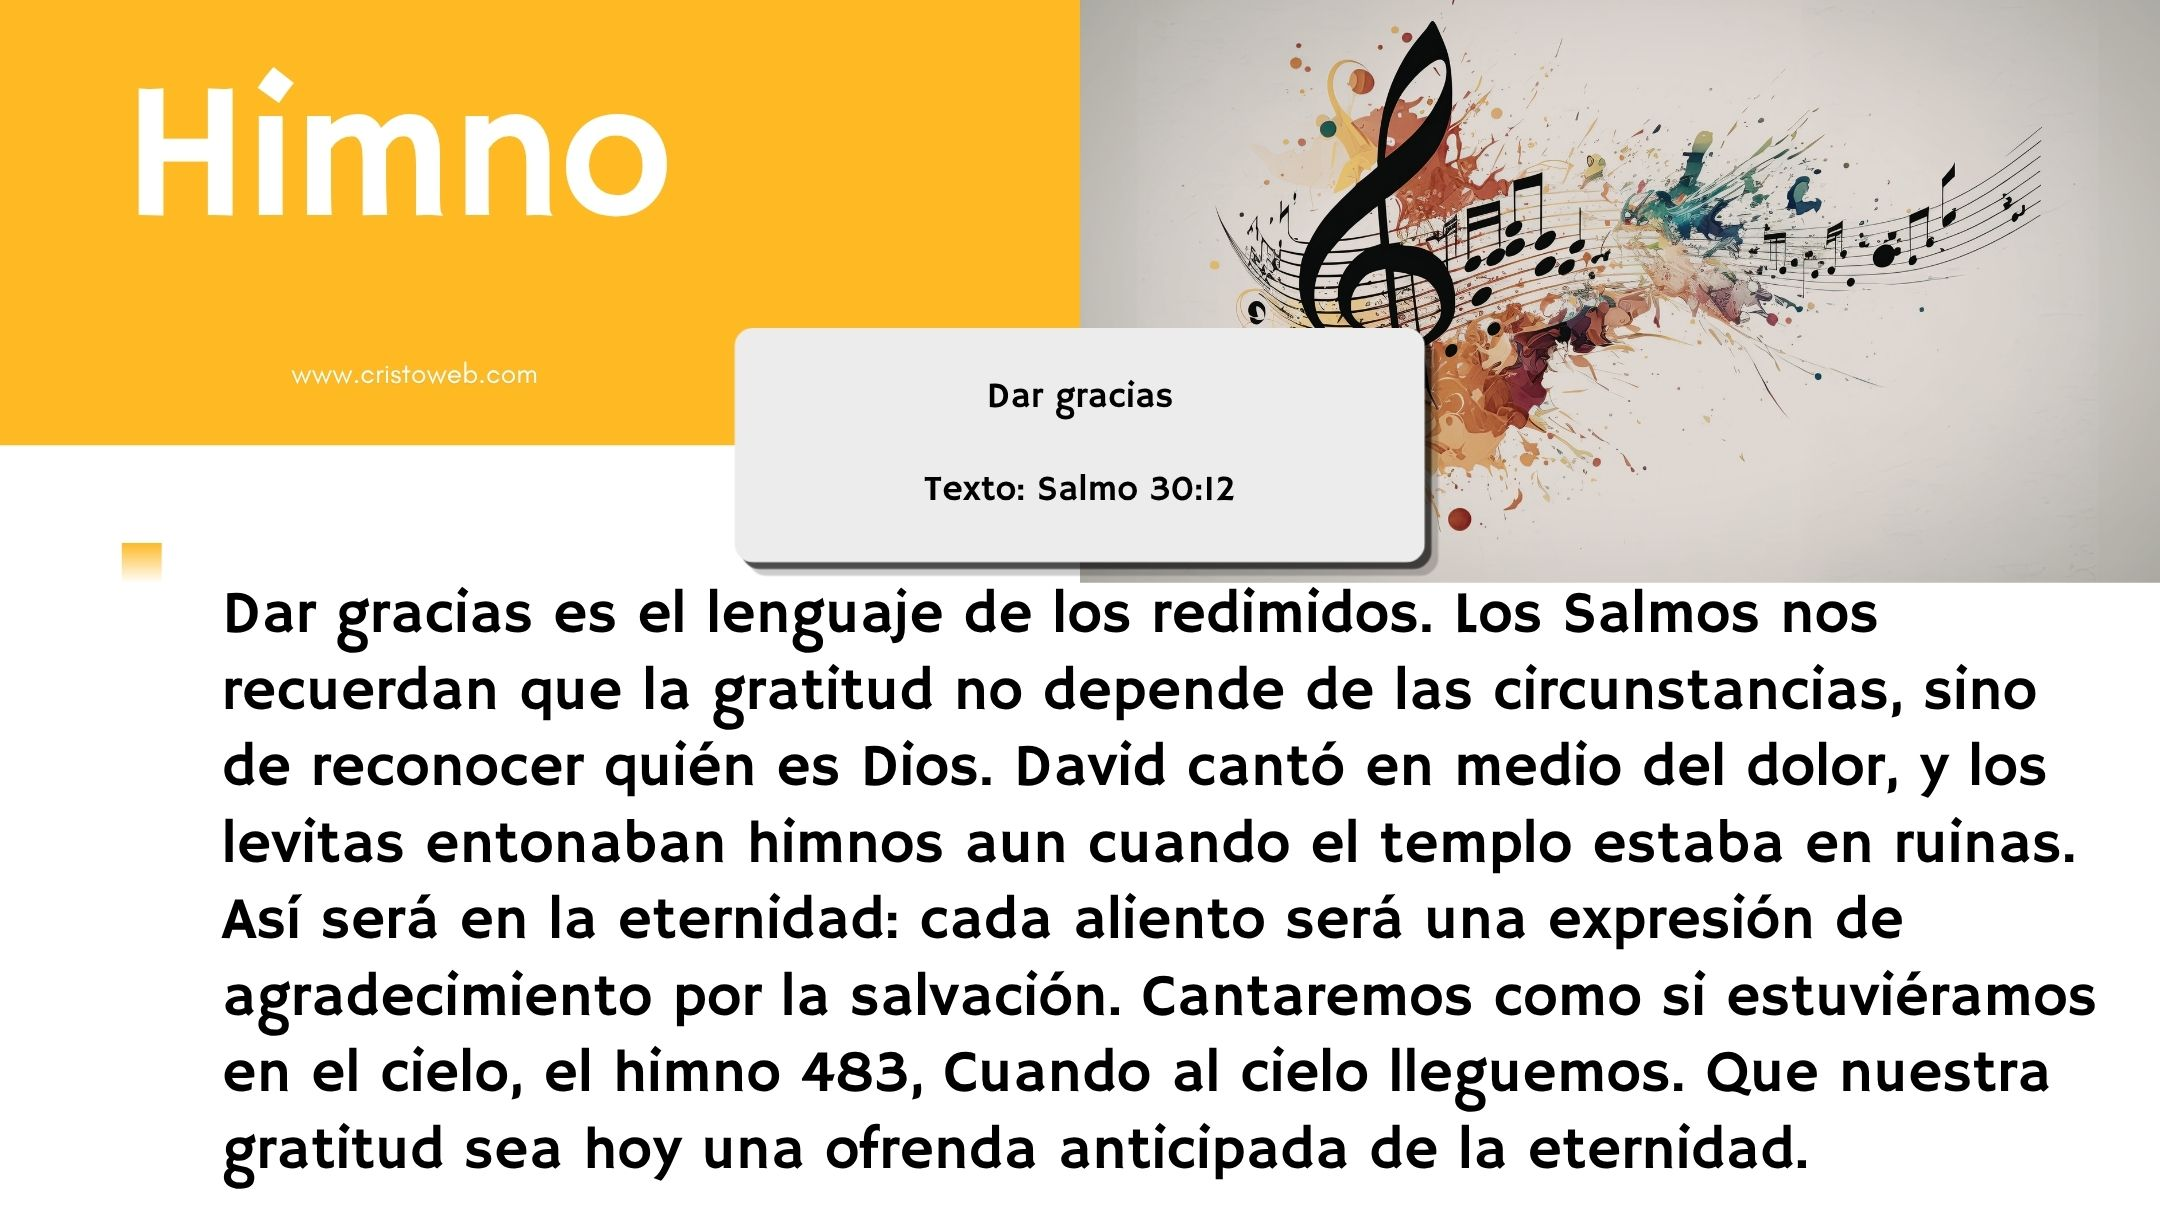 Himno
www.cristoweb.com
Dar gracias
Texto: Salmo 30:12
Dar gracias es el lenguaje de los redimidos. Los Salmos nos
recuerdan que la gratitud no depende de las circunstancias, sino
de reconocer quién es Dios. David cantó en medio del dolor, y los
levitas entonaban himnos aun cuando el templo estaba en ruinas.
Así será en la eternidad: cada aliento será una expresión de
agradecimiento por la salvación. Cantaremos como si estuviéramos
en el cielo, el himno 483, Cuando al cielo lleguemos. Que nuestra
gratitud sea hoy una ofrenda anticipada de la eternidad.